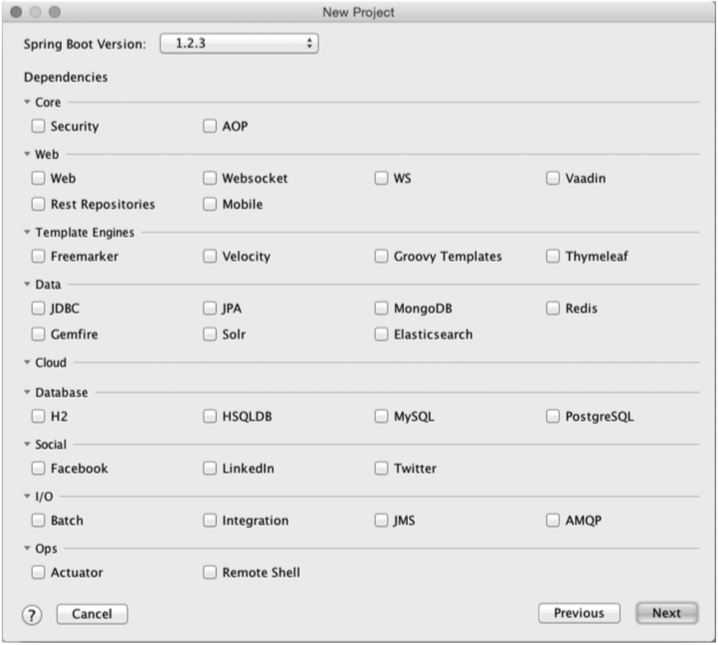 New Project
Spring Boot Version: 1.2.3
Dependencies
Core
Security AOP
Web
Web Websocket WS Vaadin
Rest Repositories Mobile
Template Engines
Freemarker Velocity Groovy Templates Thymeleaf
Data
JDBC JPA MongoDB Redis
Gemfire Solr Elasticsearch
Cloud
Database
H2 HSQLDB MySQL PostgreSQL
Social
Facebook LinkedIn Twitter
I/O
Batch Integration JMS AMQP
Ops
Actuator Remote Shell
? Cancel Previous Next